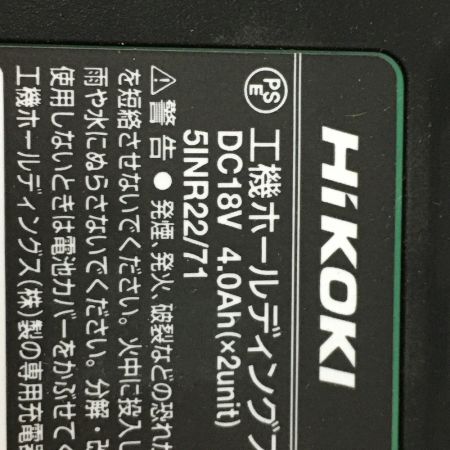 HiKOKI
PSE 工機ホールディングス
DC18V 4.0Ah(×2unit)
5INR22/71
⚠警告 ● 発煙、発火、破裂などの恐れ
を短絡させないでください。火中に投入し
雨や水にぬらさないでください。分解・改
使用しないときは電池カバーをかぶせてく
工機ホールディングス(株)製の専用充電器